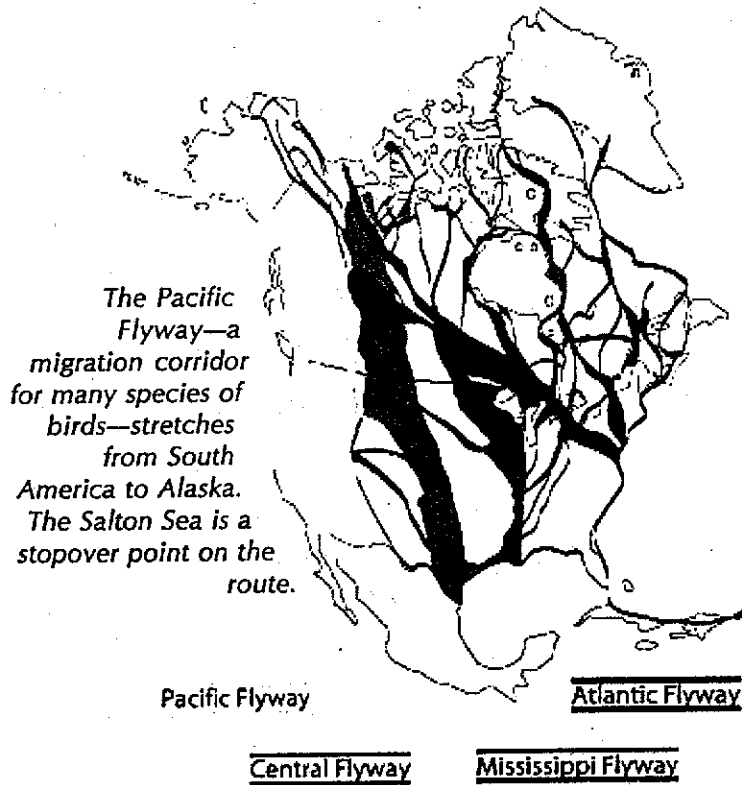 The Pacific
Flyway—a
migration corridor
for many species of
birds—stretches
from South
America to Alaska.
The Salton Sea is a
stopover point on the
route.
Pacific Flyway
Atlantic Flyway
Central Flyway
Mississippi Flyway